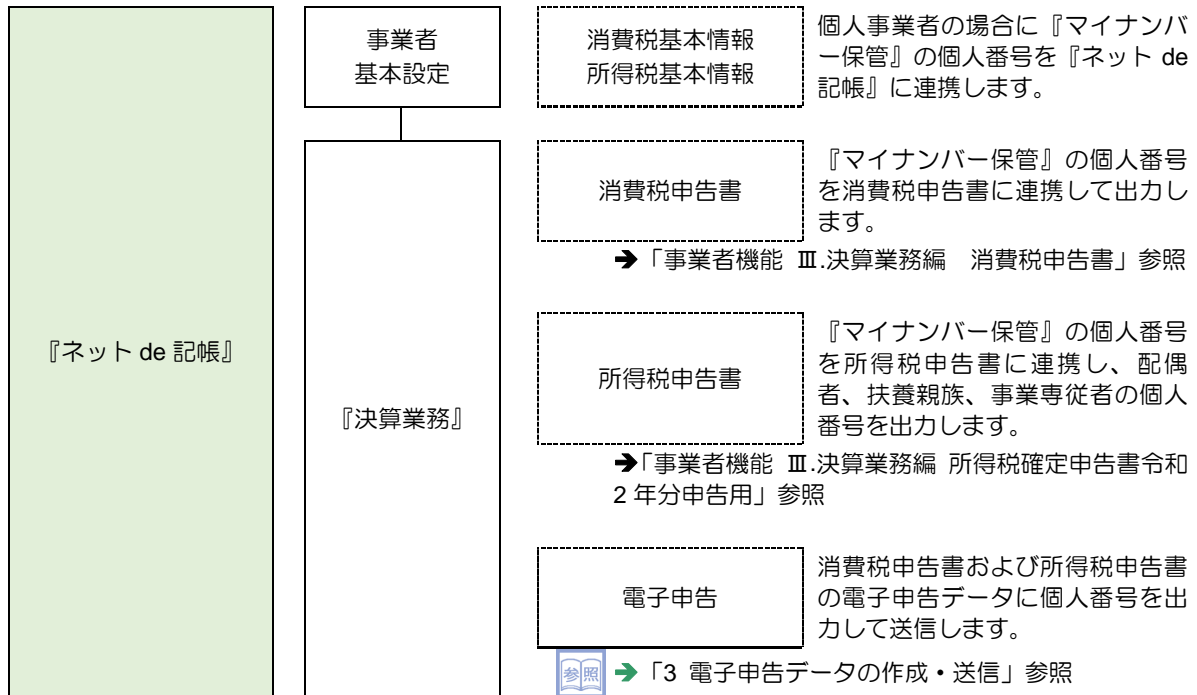 『ネット de 記帳』
事業者
基本設定
消費税基本情報
所得税基本情報
個人事業者の場合に『マイナンバ
ー保管』の個人番号を『ネット de
記帳』に連携します。
『決算業務』
消費税申告書
『マイナンバー保管』の個人番号
を消費税申告書に連携して出力し
ます。
➔「事業者機能 Ⅲ.決算業務編　消費税申告書」参照
所得税申告書
『マイナンバー保管』の個人番号
を所得税申告書に連携し、配偶
者、扶養親族、事業専従者の個人
番号を出力します。
➔「事業者機能 Ⅲ.決算業務編 所得税確定申告書令和
2 年分申告用」参照
電子申告
消費税申告書および所得税申告書
の電子申告データに個人番号を出
力して送信します。
参照 ➔「3 電子申告データの作成・送信」参照